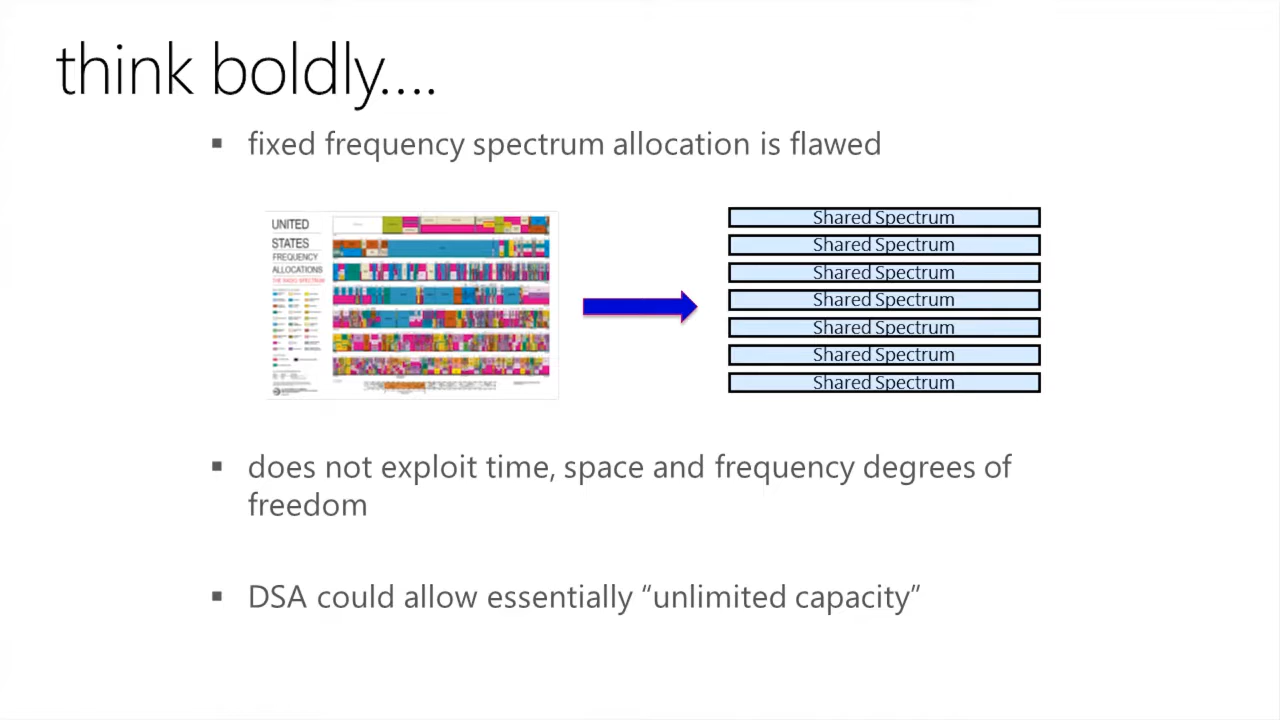 think boldly....
▪ fixed frequency spectrum allocation is flawed
UNITED
STATES
FREQUENCY
ALLOCATIONS
THE RADIO SPECTRUM
Shared Spectrum
Shared Spectrum
Shared Spectrum
Shared Spectrum
Shared Spectrum
Shared Spectrum
Shared Spectrum
▪ does not exploit time, space and frequency degrees of
freedom
▪ DSA could allow essentially “unlimited capacity”